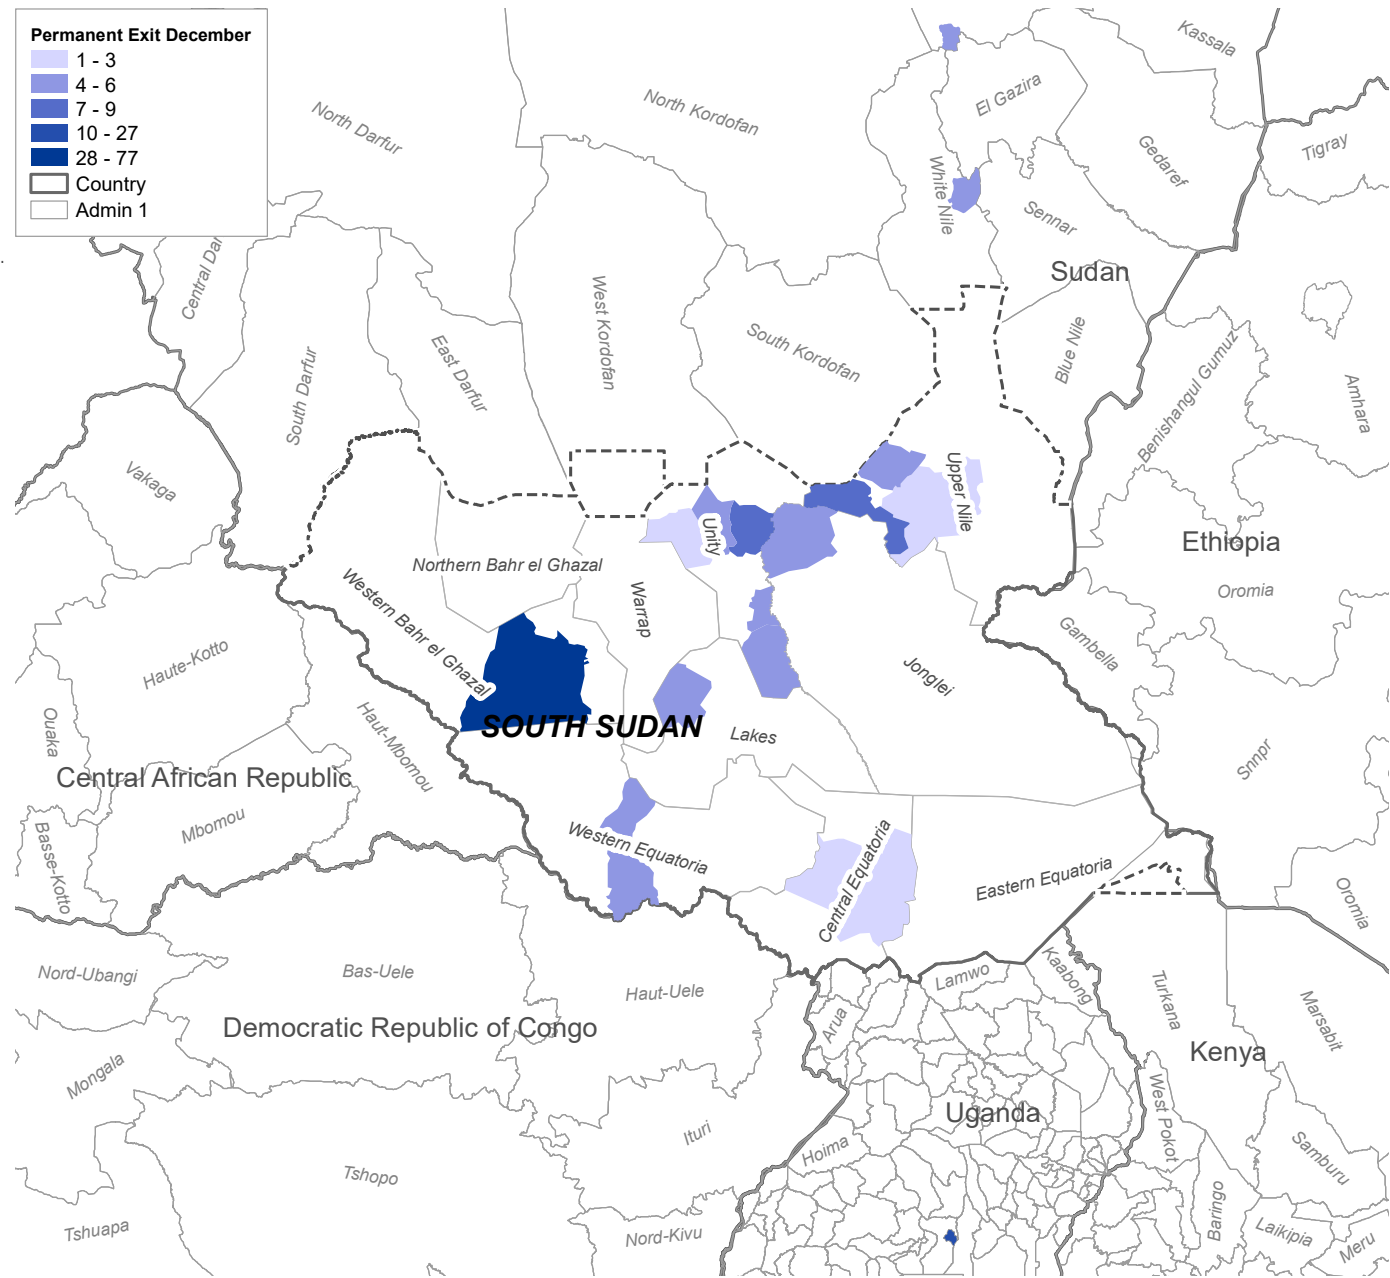 Permanent Exit December
1 - 3
4 - 6
7 - 9
10 - 27
28 - 77
Country
Admin 1
Kassala
El Gazira
North Kordofan
North Darfur
Gedaref
Tigray
White Nile
Sennar
Central Dar
Sudan
West Kordofan
South Kordofan
Blue Nile
East Darfur
South Darfur
Benishangul Gumuz
Amhara
Vakaga
Upper Nile
Unity
Ethiopia
Northern Bahr el Ghazal
Oromia
Western Bahr el Ghazal
Warrap
Gambella
Haute-Kotto
Jonglei
Ouaka
Haut-Mbomou
SOUTH SUDAN
Lakes
Snnpr
Central African Republic
Mbomou
Basse-Kotto
Western Equatoria
Central Equatoria
Eastern Equatoria
Oromia
Nord-Ubangi
Bas-Uele
Haut-Uele
Lamwo
Kaabong
Turkana
Marsabit
Arua
Democratic Republic of Congo
Kenya
Mongala
Uganda
West Pokot
Ituri
Hoima
Samburu
Tshopo
Baringo
Tshuapa
Nord-Kivu
Laikipia
Meru